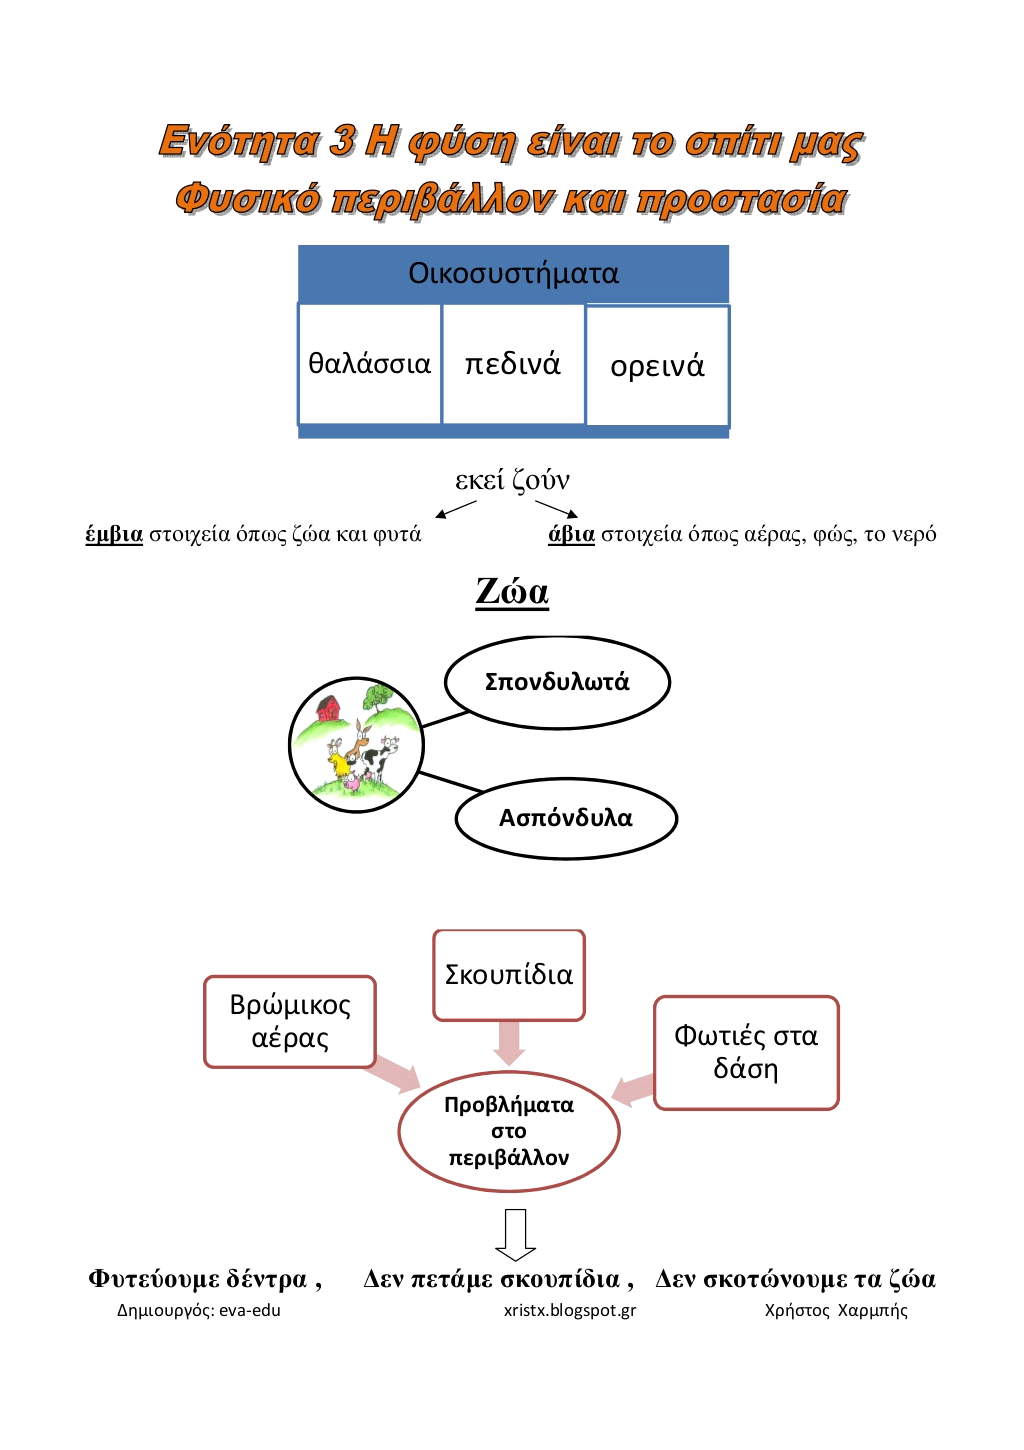 Ενότητα 3 Η φύση είναι το σπίτι μας
Φυσικό περιβάλλον και προστασία
Οικοσυστήματα
θαλάσσια πεδινά ορεινά
εκεί ζούν
έμβια στοιχεία όπως ζώα και φυτά άβια στοιχεία όπως αέρας, φώς, το νερό
Ζώα
Σπονδυλωτά
Ασπόνδυλα
Σκουπίδια
Βρώμικος
αέρας
Φωτιές στα
δάση
Προβλήματα
στο
περιβάλλον
Φυτεύουμε δέντρα , Δεν πετάμε σκουπίδια , Δεν σκοτώνουμε τα ζώα
Δημιουργός: eva-edu xristx.blogspot.gr Χρήστος Χαρμπής